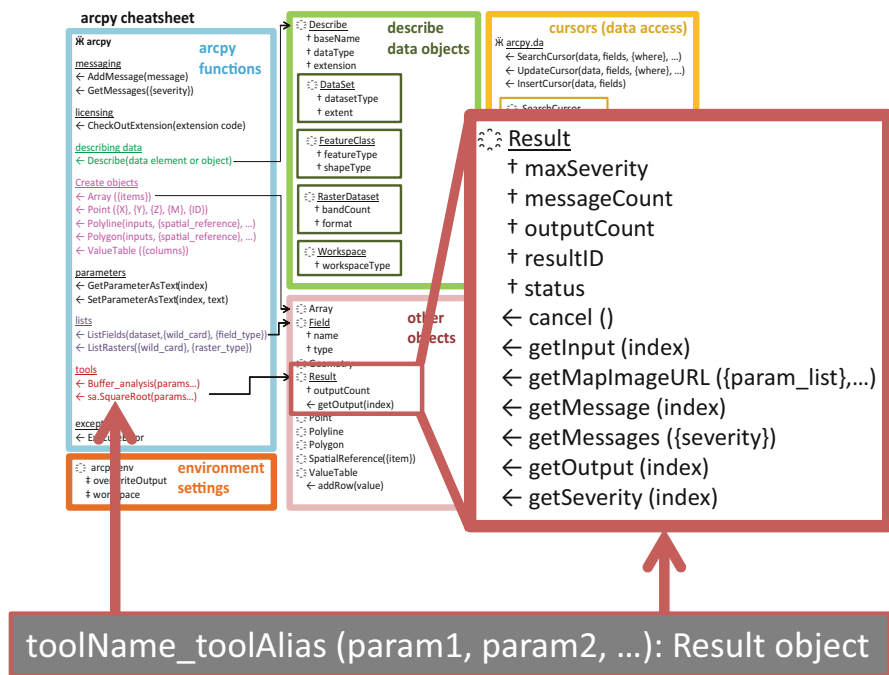 arcpy cheatsheet
Ӝ arcpy
arcpy
functions
messaging
← AddMessage(message)
← GetMessages({severity})
licensing
← CheckOutExtension(extension code)
describing data
← Describe(data element or object)
Create objects
← Array ({items})
← Point ({X}, {Y}, {Z}, {M}, {ID})
← Polyline(inputs, {spatial_reference}, …)
← Polygon(inputs, {spatial_reference}, …)
← ValueTable ({columns})
parameters
← GetParameterAsText(index)
← SetParameterAsText(index, text)
lists
← ListFields(dataset,{wild_card}, {field_type})
← ListRasters({wild_card}, {raster_type})
tools
← Buffer_analysis(params…)
← sa.SquareRoot(params…)
environment
settings
‡ overwriteOutput
‡ workspace
Describe
† baseName
† dataType
† extension
describe
data objects
DataSet
† datasetType
† extent
FeatureClass
† featureType
† shapeType
RasterDataset
† bandCount
† format
Workspace
† workspaceType
Array
Field
† name
† type
other
objects
Geometry
Result
† outputCount
← getOutput(index)
Point
Polyline
Polygon
SpatialReference({item})
ValueTable
← addRow(value)
cursors (data access)
Ӝ arcpy.da
← SearchCursor(data, fields, {where}, …)
← UpdateCursor(data, fields, {where}, …)
← InsertCursor(data, fields)
SearchCursor
Result
† maxSeverity
† messageCount
† outputCount
† resultID
† status
← cancel ()
← getInput (index)
← getMapImageURL ({param_list},…)
← getMessage (index)
← getMessages ({severity})
← getOutput (index)
← getSeverity (index)
toolName_toolAlias (param1, param2, …): Result object